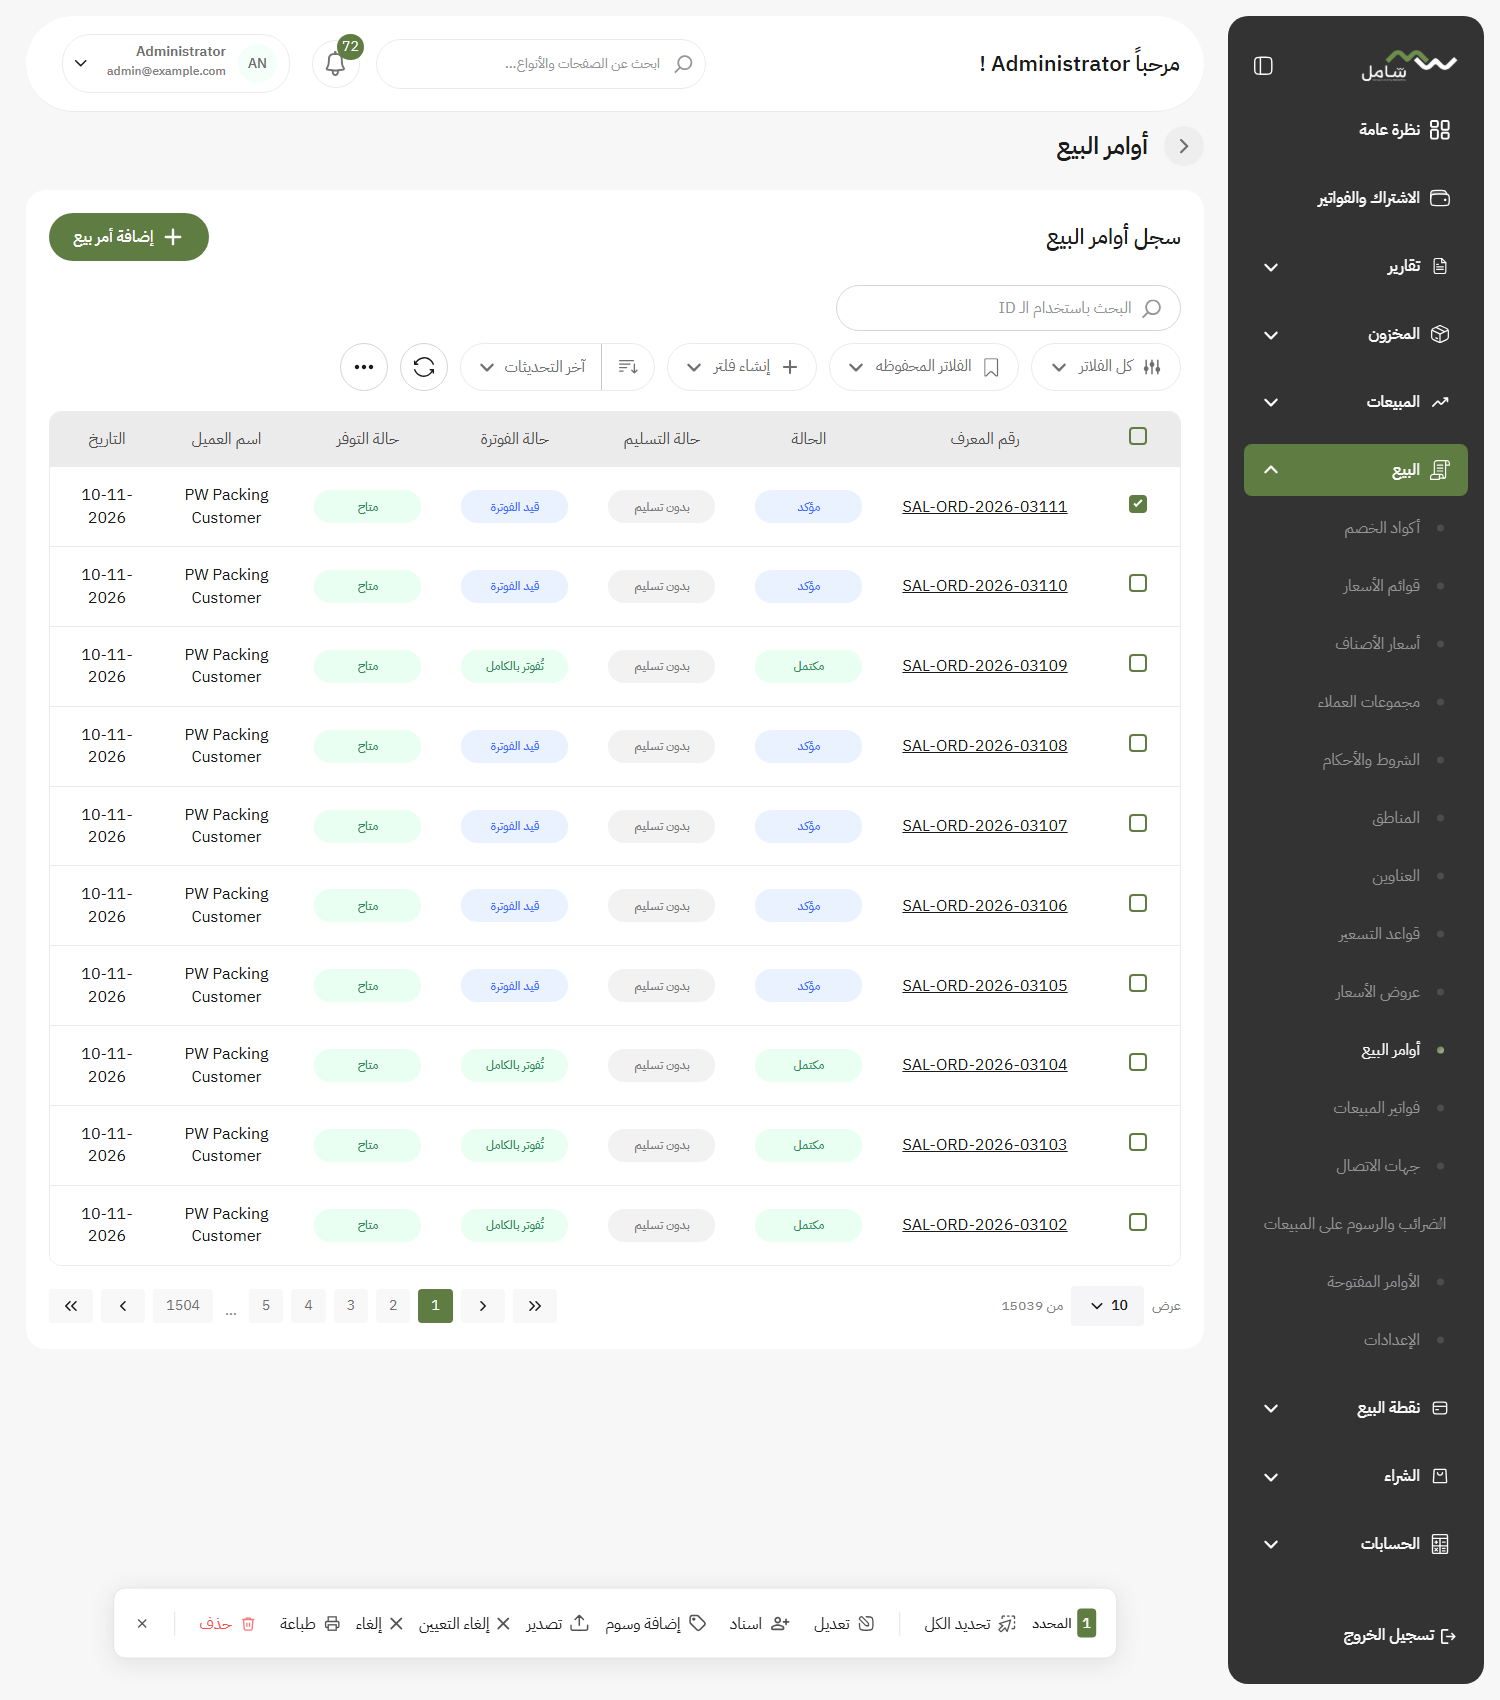 شامل
نظرة عامة
الاشتراك والفواتير
تقارير
المخزون
المبيعات
البيع
أكواد الخصم
قوائم الأسعار
أسعار الأصناف
مجموعات العملاء
الشروط والأحكام
المناطق
العناوين
قواعد التسعير
عروض الأسعار
أوامر البيع
فواتير المبيعات
جهات الاتصال
الضرائب والرسوم على المبيعات
الأوامر المفتوحة
الإعدادات
نقطة البيع
الشراء
الحسابات
تسجيل الخروج
مرحباً Administrator !
ابحث عن الصفحات والأنواع...
72
AN
Administrator
admin@example.com
أوامر البيع
سجل أوامر البيع
إضافة أمر بيع
البحث باستخدام الـ ID
كل الفلاتر
الفلاتر المحفوظه
إنشاء فلتر
آخر التحديثات
رقم المعرف الحالة حالة التسليم حالة الفوترة حالة التوفر اسم العميل التاريخ
SAL-ORD-2026-03111 مؤكد بدون تسليم قيد الفوترة متاح PW Packing Customer 10-11-2026
SAL-ORD-2026-03110 مؤكد بدون تسليم قيد الفوترة متاح PW Packing Customer 10-11-2026
SAL-ORD-2026-03109 مكتمل بدون تسليم تُفوتر بالكامل متاح PW Packing Customer 10-11-2026
SAL-ORD-2026-03108 مؤكد بدون تسليم قيد الفوترة متاح PW Packing Customer 10-11-2026
SAL-ORD-2026-03107 مؤكد بدون تسليم قيد الفوترة متاح PW Packing Customer 10-11-2026
SAL-ORD-2026-03106 مؤكد بدون تسليم قيد الفوترة متاح PW Packing Customer 10-11-2026
SAL-ORD-2026-03105 مؤكد بدون تسليم قيد الفوترة متاح PW Packing Customer 10-11-2026
SAL-ORD-2026-03104 مكتمل بدون تسليم تُفوتر بالكامل متاح PW Packing Customer 10-11-2026
SAL-ORD-2026-03103 مكتمل بدون تسليم تُفوتر بالكامل متاح PW Packing Customer 10-11-2026
SAL-ORD-2026-03102 مكتمل بدون تسليم تُفوتر بالكامل متاح PW Packing Customer 10-11-2026
عرض 10 من 15039
1 2 3 4 5 ... 1504
1 المحدد تحديد الكل تعديل اسناد إضافة وسوم تصدير إلغاء التعيين إلغاء طباعة حذف